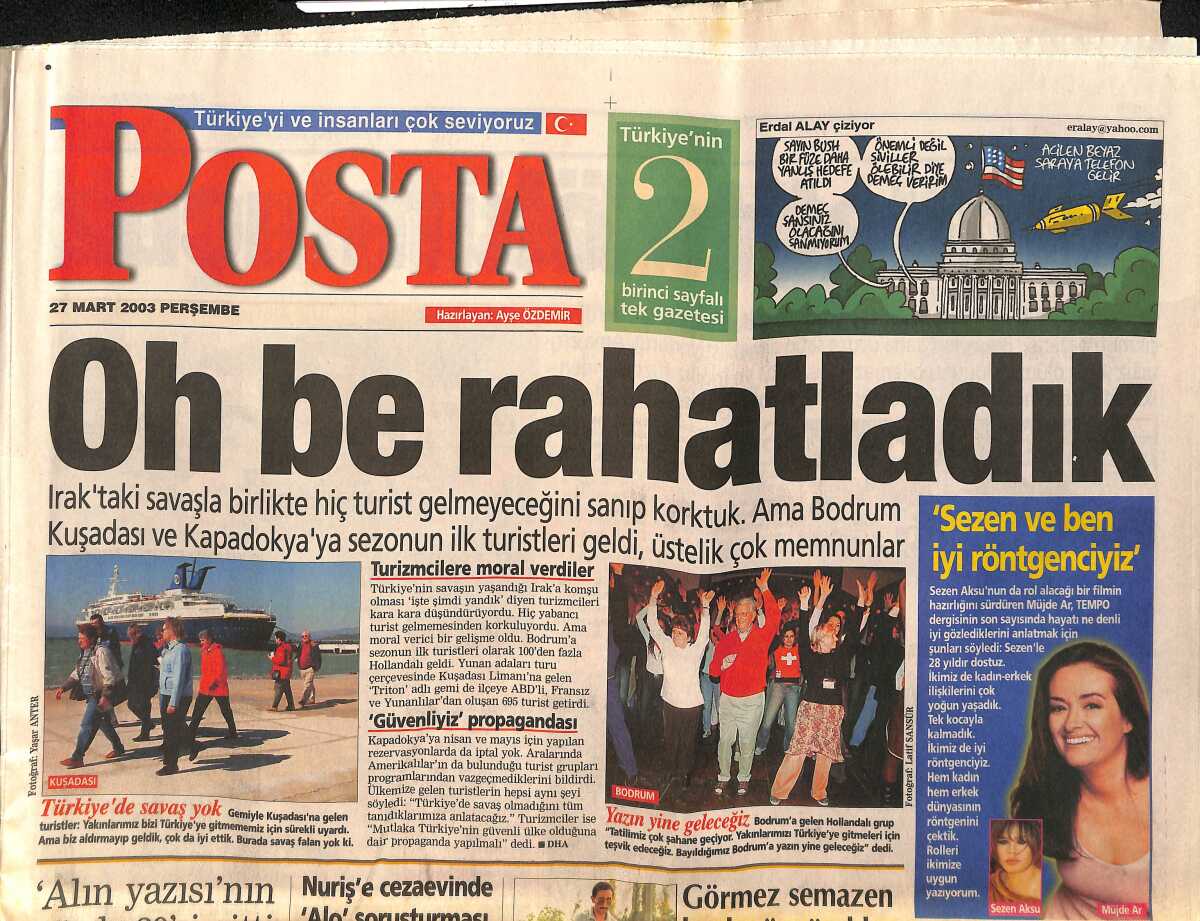 Türkiye'yi ve insanları çok seviyoruz
POSTA
27 MART 2003 PERŞEMBE
Hazırlayan: Ayşe ÖZDEMİR
Türkiye'nin
2
birinci sayfalı
tek gazetesi
Erdal ALAY çiziyor
eralay@yahoo.com
SAYIN BUSH
BİR FÜZE DAHA
YANLIŞ HEDEFE
ATILDI
ÖNEMLİ DEĞİL
SİVİLLER
ÖLEBİLİR DİYE
DEMEÇ VERİRİM
DEMEÇ
ŞANSINIZ
OLACAĞINI
SANMIYORUM
ACİLEN BEYAZ
SARAYA TELEFON
GELİR
Oh be rahatladık
Irak'taki savaşla birlikte hiç turist gelmeyeceğini sanıp korktuk. Ama Bodrum
Kuşadası ve Kapadokya'ya sezonun ilk turistleri geldi, üstelik çok memnunlar
Fotoğraf: Yaşar ANTER
KUŞADASI
Türkiye'de savaş yok Gemiyle Kuşadası'na gelen
turistler: Yakınlarımız bizi Türkiye'ye gitmememiz için sürekli uyardı.
Ama biz aldırmayıp geldik, çok da iyi ettik. Burada savaş falan yok ki.
Turizmcilere moral verdiler
Türkiye'nin savaşın yaşandığı Irak'a komşu
olması 'işte şimdi yandık' diyen turizmcileri
kara kara düşündürüyordu. Hiç yabancı
turist gelmemesinden korkuluyordu. Ama
moral verici bir gelişme oldu. Bodrum'a
sezonun ilk turistleri olarak 100'den fazla
Hollandalı geldi. Yunan adaları turu
çerçevesinde Kuşadası Limanı'na gelen
'Triton' adlı gemi de ilçeye ABD'li, Fransız
ve Yunanlılar'dan oluşan 695 turist getirdi.
'Güvenliyiz' propagandası
Kapadokya'ya nisan ve mayıs için yapılan
rezervasyonlarda da iptal yok. Aralarında
Amerikalılar'ın da bulunduğu turist grupları
programlarından vazgeçmediklerini bildirdi.
Ülkemize gelen turistlerin hepsi aynı şeyi
söyledi: "Türkiye'de savaş olmadığını tüm
tanıdıklarımıza anlatacağız." Turizmciler ise
"Mutlaka Türkiye'nin güvenli ülke olduğuna
dair propaganda yapılmalı" dedi. ■ DHA
BODRUM
Fotoğraf: Latif SANSÜR
Yazın yine geleceğiz Bodrum'a gelen Hollandalı grup
"Tatilimiz çok şahane geçiyor. Yakınlarımızı Türkiye'ye gitmeleri için
teşvik edeceğiz. Bayıldığımız Bodrum'a yazın yine geleceğiz" dedi.
'Sezen ve ben
iyi röntgenciyiz'
Sezen Aksu'nun da rol alacağı bir filmin
hazırlığını sürdüren Müjde Ar, TEMPO
dergisinin son sayısında hayatı ne denli
iyi gözlediklerini anlatmak için
şunları söyledi: Sezen'le
28 yıldır dostuz.
İkimiz de kadın-erkek
ilişkilerini çok
yoğun yaşadık.
Tek kocayla
kalmadık.
İkimiz de iyi
röntgenciyiz.
Hem kadın
hem erkek
dünyasının
röntgenini
çektik.
Rolleri
ikimize
uygun
yazıyorum.
Sezen Aksu
Müjde Ar
'Alın yazısı'nın
Nuriş'e cezaevinde
'Alo' soruşturması
Görmez semazen